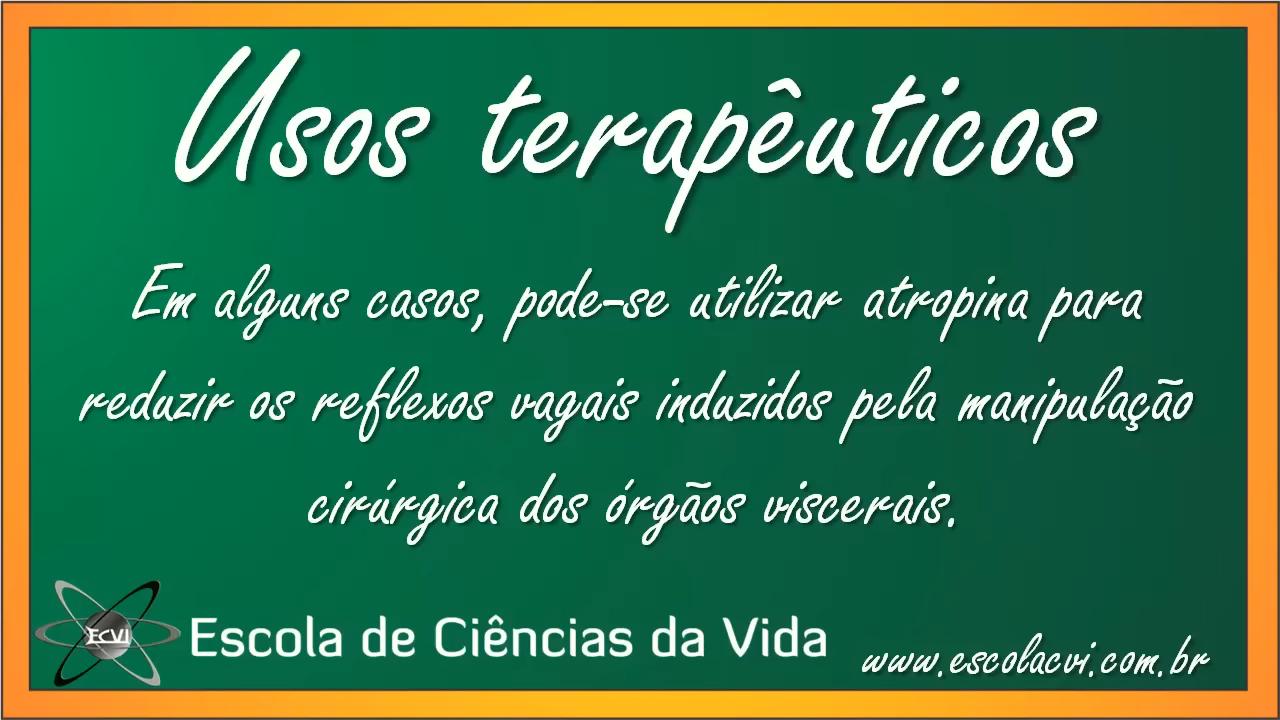 Usos terapêuticos
Em alguns casos, pode-se utilizar atropina para
reduzir os reflexos vagais induzidos pela manipulação
cirúrgica dos órgãos viscerais.
ECVI
Escola de Ciências da Vida
www.escolacvi.com.br